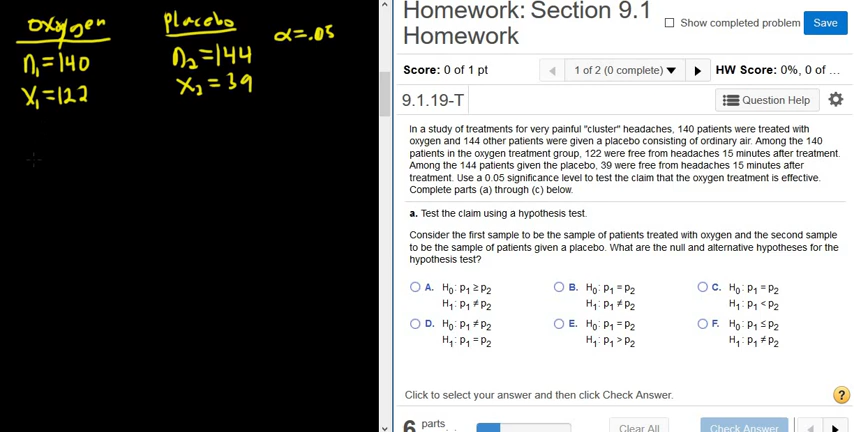 oxygen
n₁=140
x₁=122
placebo
n₂=144
x₂=39
α=.05
Homework: Section 9.1
Homework
Show completed problem
Save
Score: 0 of 1 pt
1 of 2 (0 complete)
HW Score: 0%, 0 of ...
9.1.19-T
Question Help
In a study of treatments for very painful "cluster" headaches, 140 patients were treated with
oxygen and 144 other patients were given a placebo consisting of ordinary air. Among the 140
patients in the oxygen treatment group, 122 were free from headaches 15 minutes after treatment.
Among the 144 patients given the placebo, 39 were free from headaches 15 minutes after
treatment. Use a 0.05 significance level to test the claim that the oxygen treatment is effective.
Complete parts (a) through (c) below.
a. Test the claim using a hypothesis test.
Consider the first sample to be the sample of patients treated with oxygen and the second sample
to be the sample of patients given a placebo. What are the null and alternative hypotheses for the
hypothesis test?
A. H₀: p₁ ≥ p₂
H₁: p₁ ≠ p₂
B. H₀: p₁ = p₂
H₁: p₁ ≠ p₂
C. H₀: p₁ = p₂
H₁: p₁ < p₂
D. H₀: p₁ ≠ p₂
H₁: p₁ = p₂
E. H₀: p₁ = p₂
H₁: p₁ > p₂
F. H₀: p₁ ≤ p₂
H₁: p₁ ≠ p₂
Click to select your answer and then click Check Answer.
?
6 parts
Clear All
Check Answer